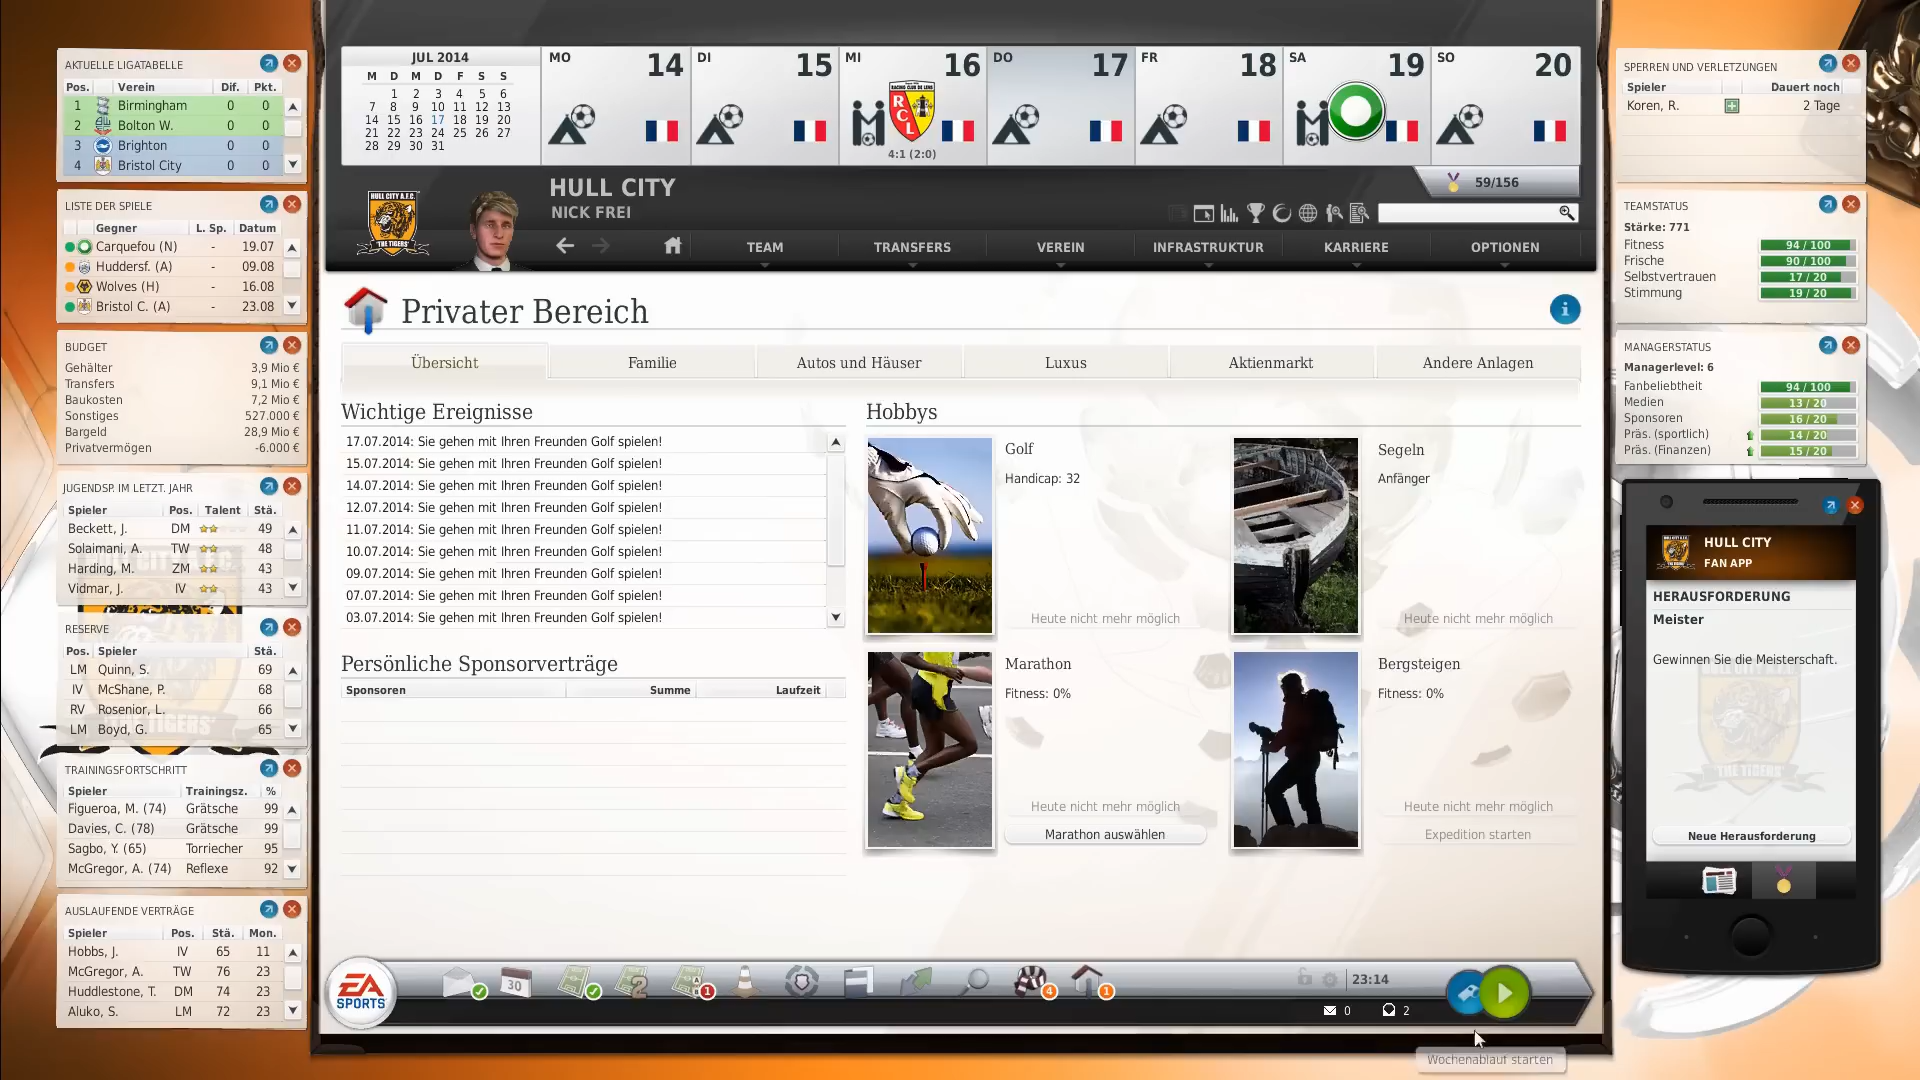 AKTUELLE LIGATABELLE
Pos. Verein Dif. Pkt.
1 Birmingham 0 0
2 Bolton W. 0 0
3 Brighton 0 0
4 Bristol City 0 0
LISTE DER SPIELE
Gegner L. Sp. Datum
Carquefou (N) - 19.07
Huddersf. (A) - 09.08
Wolves (H) - 16.08
Bristol C. (A) - 23.08
BUDGET
Gehälter 3,9 Mio €
Transfers 9,1 Mio €
Baukosten 7,2 Mio €
Sonstiges 527.000 €
Bargeld 28,9 Mio €
Privatvermögen -6.000 €
JUGENDSP. IM LETZT. JAHR
Spieler Pos. Talent Stä.
Beckett, J. DM 49
Solaimani, A. TW 48
Harding, M. ZM 43
Vidmar, J. IV 43
RESERVE
Pos. Spieler Stä.
LM Quinn, S. 69
IV McShane, P. 68
RV Rosenior, L. 66
LM Boyd, G. 65
TRAININGSFORTSCHRITT
Spieler Trainingsz. %
Figueroa, M. (74) Grätsche 99
Davies, C. (78) Grätsche 99
Sagbo, Y. (65) Torriecher 95
McGregor, A. (74) Reflexe 92
AUSLAUFENDE VERTRÄGE
Spieler Pos. Stä. Mon.
Hobbs, J. IV 65 11
McGregor, A. TW 76 23
Huddlestone, T. DM 74 23
Aluko, S. LM 72 23
JUL 2014
M D M D F S S
1 2 3 4 5 6
7 8 9 10 11 12 13
14 15 16 17 18 19 20
21 22 23 24 25 26 27
28 29 30 31
MO 14
DI 15
MI 16
RCL
4:1 (2:0)
DO 17
FR 18
SA 19
SO 20
59/156
HULL CITY
NICK FREI
HULL CITY A.F.C.
'THE TIGERS'
TEAM TRANSFERS VEREIN INFRASTRUKTUR KARRIERE OPTIONEN
Privater Bereich
Übersicht Familie Autos und Häuser Luxus Aktienmarkt Andere Anlagen
Wichtige Ereignisse
17.07.2014: Sie gehen mit Ihren Freunden Golf spielen!
15.07.2014: Sie gehen mit Ihren Freunden Golf spielen!
14.07.2014: Sie gehen mit Ihren Freunden Golf spielen!
12.07.2014: Sie gehen mit Ihren Freunden Golf spielen!
11.07.2014: Sie gehen mit Ihren Freunden Golf spielen!
10.07.2014: Sie gehen mit Ihren Freunden Golf spielen!
09.07.2014: Sie gehen mit Ihren Freunden Golf spielen!
07.07.2014: Sie gehen mit Ihren Freunden Golf spielen!
03.07.2014: Sie gehen mit Ihren Freunden Golf spielen!
Persönliche Sponsorverträge
Sponsoren Summe Laufzeit
Hobbys
Golf
Handicap: 32
Heute nicht mehr möglich
Segeln
Anfänger
Heute nicht mehr möglich
Marathon
Fitness: 0%
Heute nicht mehr möglich
Marathon auswählen
Bergsteigen
Fitness: 0%
Heute nicht mehr möglich
Expedition starten
EA
SPORTS
30
2
1
4
1
23:14
0 2
Wochenablauf starten
SPERREN UND VERLETZUNGEN
Spieler Dauert noch
Koren, R. 2 Tage
TEAMSTATUS
Stärke: 771
Fitness 94 / 100
Frische 90 / 100
Selbstvertrauen 17 / 20
Stimmung 19 / 20
MANAGERSTATUS
Managerlevel: 6
Fanbeliebtheit 94 / 100
Medien 13 / 20
Sponsoren 16 / 20
Präs. (sportlich) 14 / 20
Präs. (Finanzen) 15 / 20
HULL CITY
FAN APP
HERAUSFORDERUNG
Meister
Gewinnen Sie die Meisterschaft.
'THE TIGERS'
Neue Herausforderung